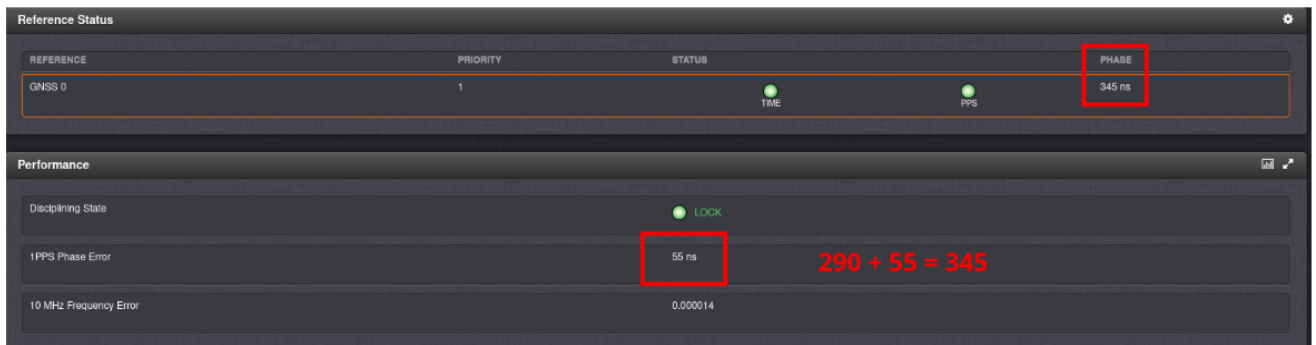 Reference Status
REFERENCE PRIORITY STATUS PHASE
GNSS 0 1 TIME PPS 345 ns
Performance
Disciplining State LOCK
1PPS Phase Error 55 ns 290 + 55 = 345
10 MHz Frequency Error 0.000014